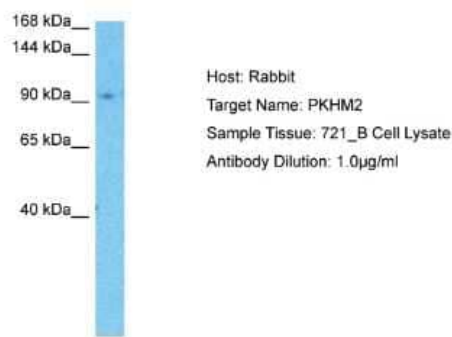 168 kDa__
144 kDa__
90 kDa__
65 kDa__
40 kDa__
Host: Rabbit
Target Name: PKHM2
Sample Tissue: 721_B Cell Lysate
Antibody Dilution: 1.0µg/ml